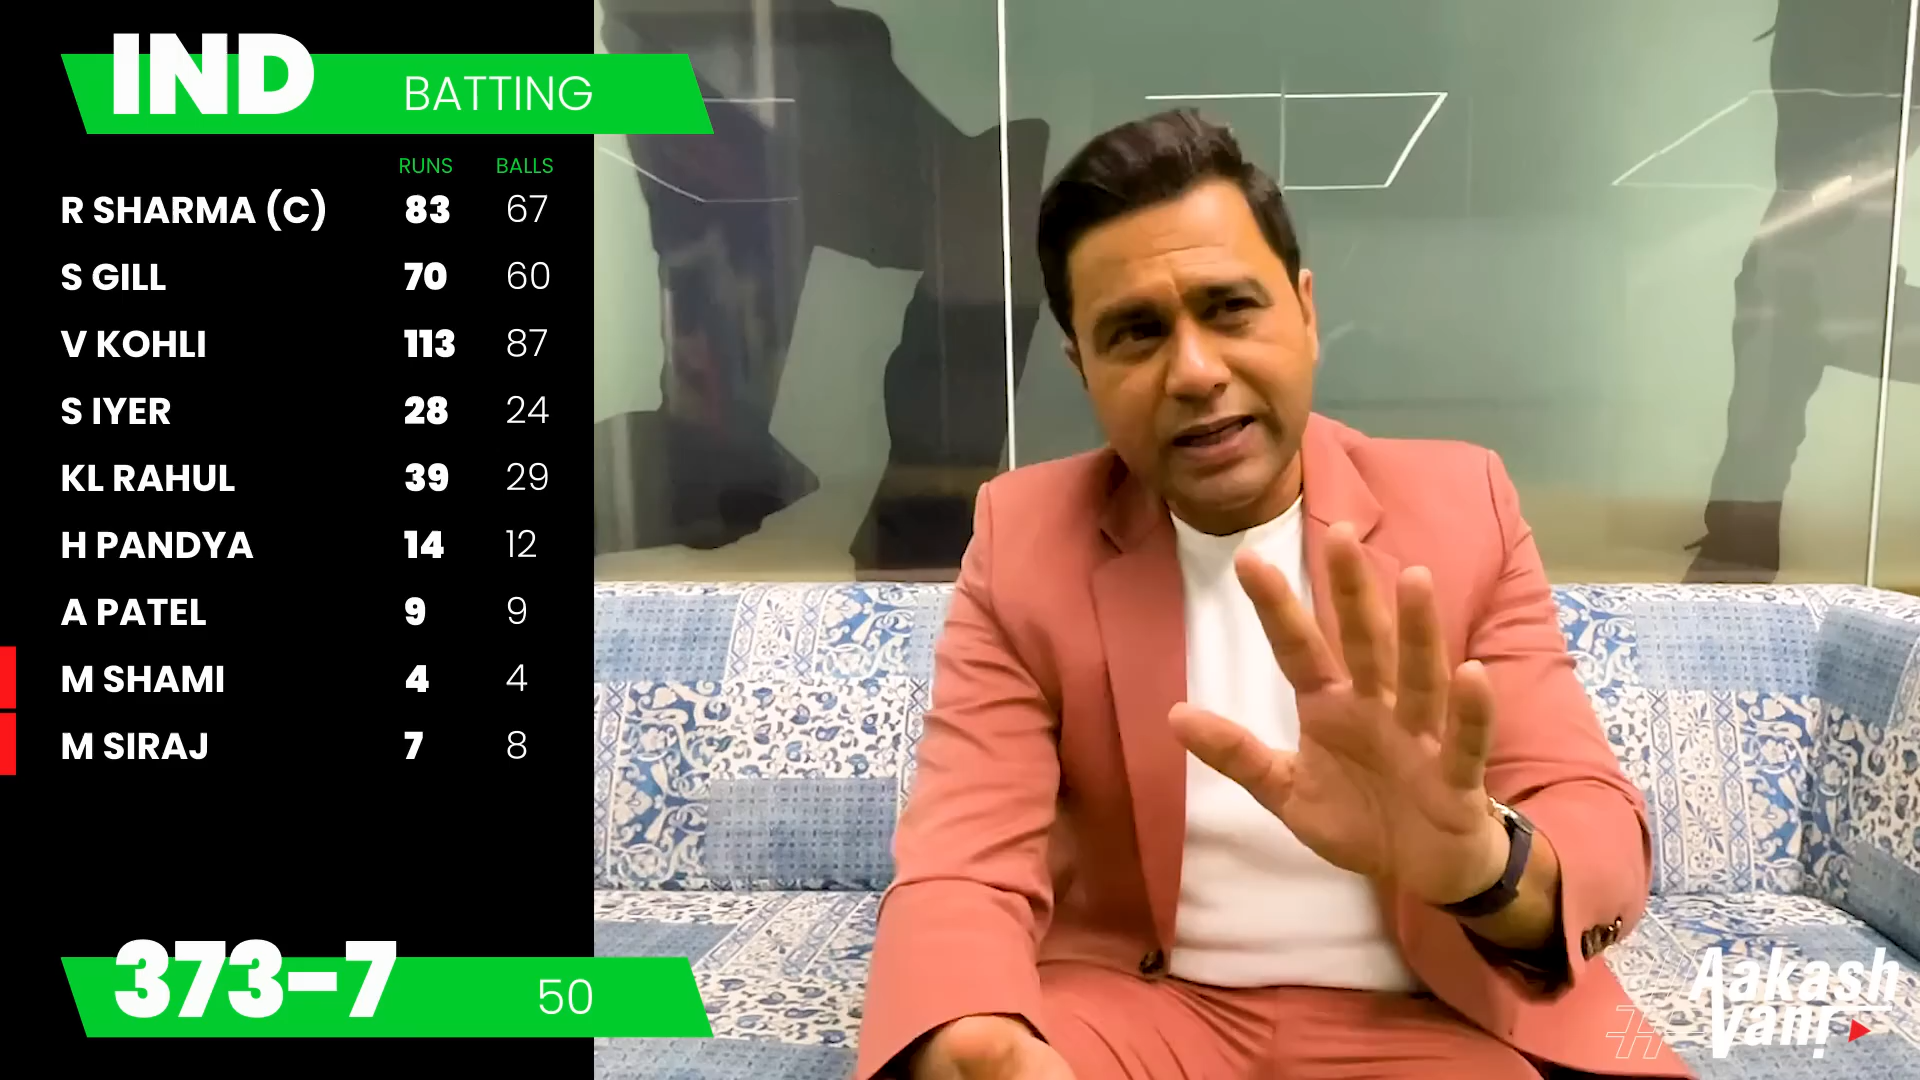 IND BATTING
RUNS BALLS
R SHARMA (C) 83 67
S GILL 70 60
V KOHLI 113 87
S IYER 28 24
KL RAHUL 39 29
H PANDYA 14 12
A PATEL 9 9
M SHAMI 4 4
M SIRAJ 7 8
373-7 50
#Aakash
Vani